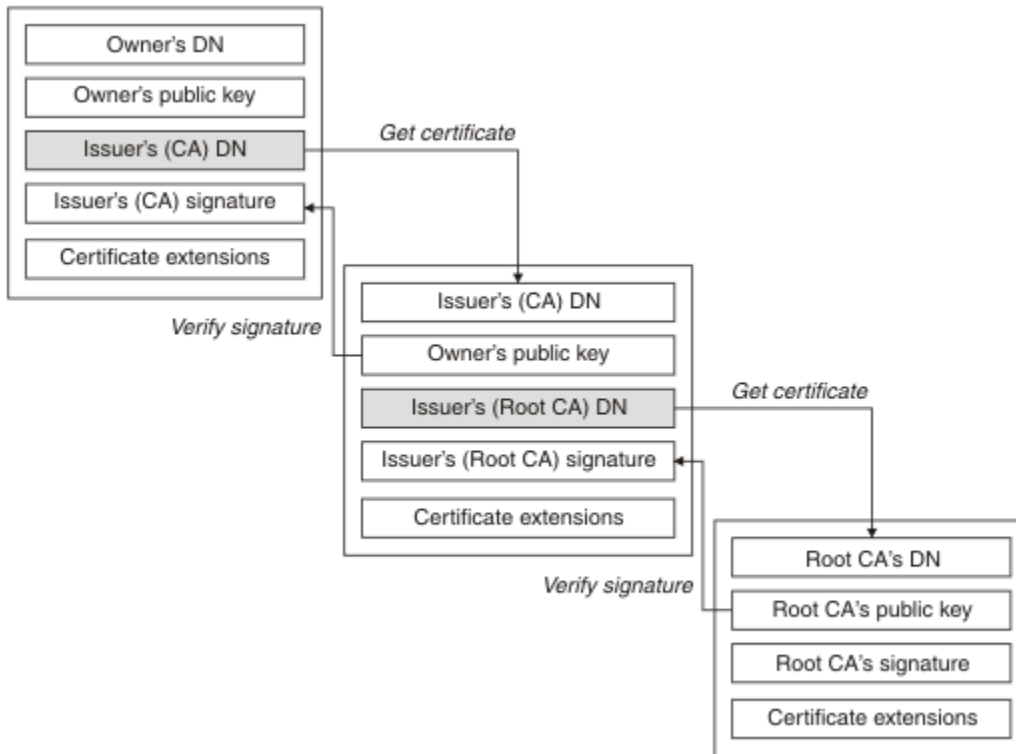 Owner's DN
Owner's public key
Issuer's (CA) DN
Issuer's (CA) signature
Certificate extensions
Get certificate
Verify signature
Issuer's (CA) DN
Owner's public key
Issuer's (Root CA) DN
Issuer's (Root CA) signature
Certificate extensions
Get certificate
Verify signature
Root CA's DN
Root CA's public key
Root CA's signature
Certificate extensions